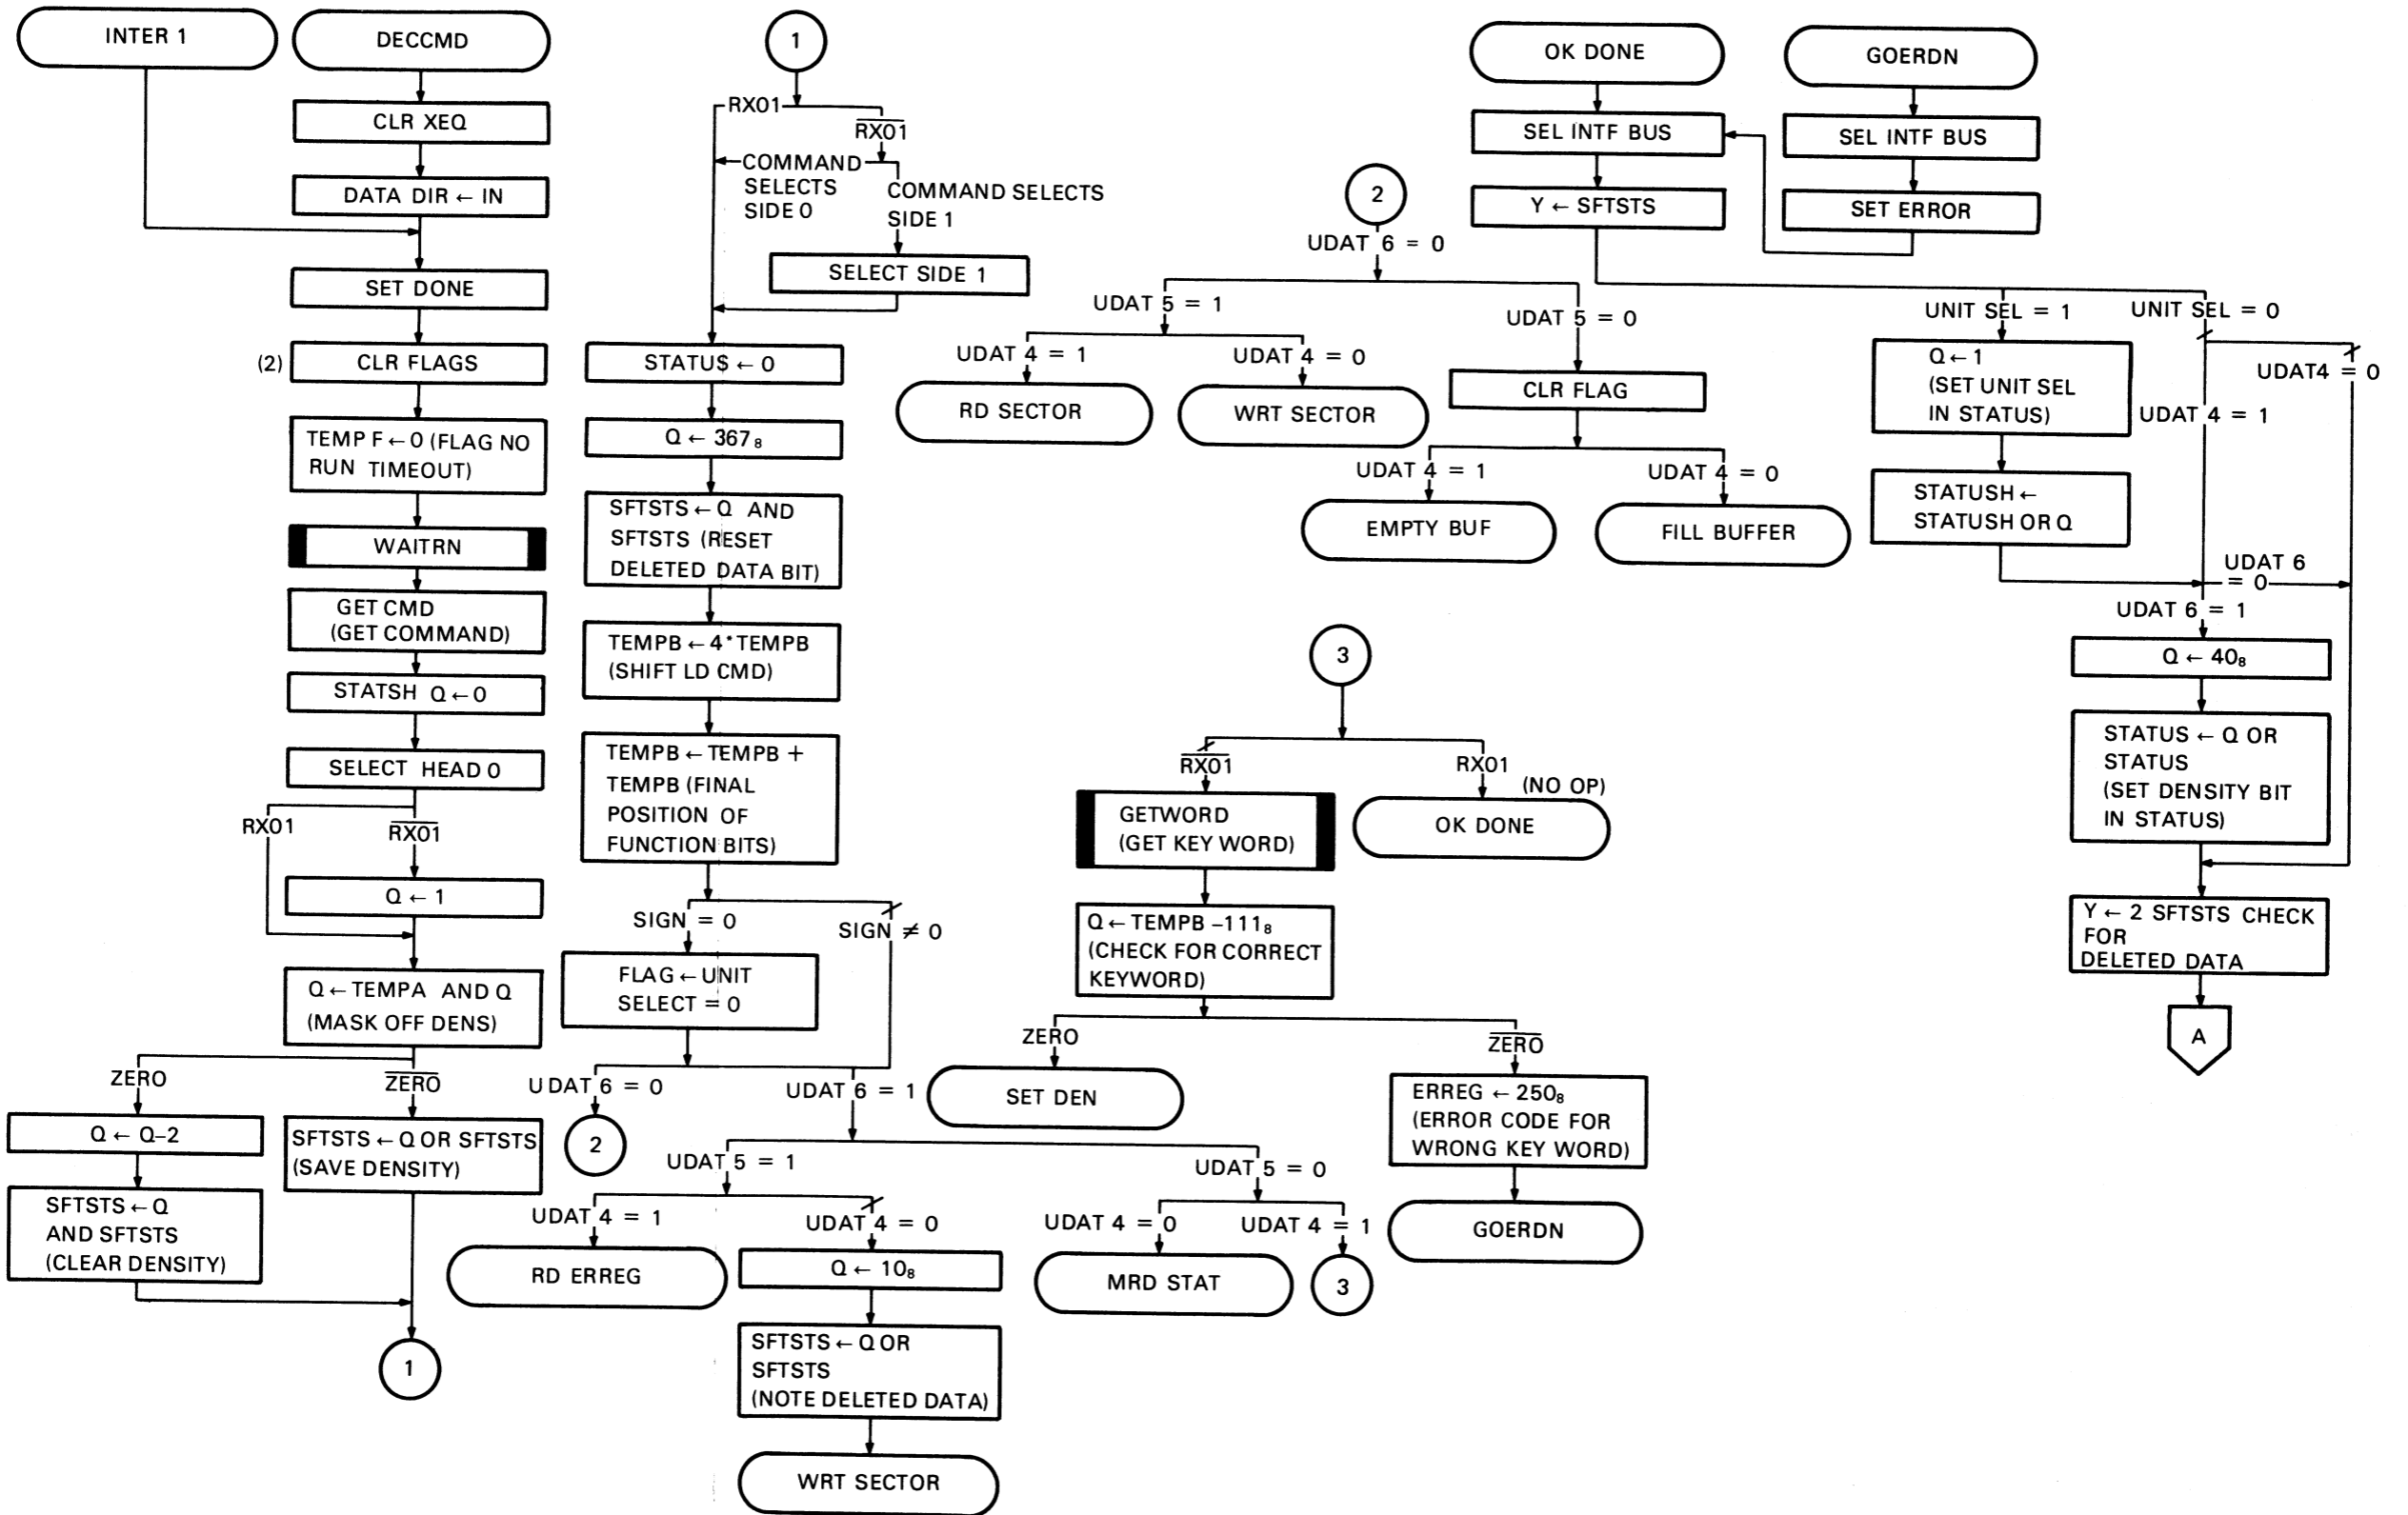 INTER 1
DECCMD
CLR XEQ
DATA DIR ← IN
SET DONE
(2)
CLR FLAGS
TEMP F ← 0 (FLAG NO
RUN TIMEOUT)
WAITRN
GET CMD
(GET COMMAND)
STATSH Q ← 0
SELECT HEAD 0
RX01
R̅X̅0̅1̅
Q ← 1
Q ← TEMPA AND Q
(MASK OFF DENS)
ZERO
Z̅E̅R̅O̅
Q ← Q–2
SFTSTS ← Q
AND SFTSTS
(CLEAR DENSITY)
SFTSTS ← Q OR SFTSTS
(SAVE DENSITY)
1
1
RX01
R̅X̅0̅1̅
COMMAND
SELECTS
SIDE 0
COMMAND SELECTS
SIDE 1
SELECT SIDE 1
STATUS ← 0
Q ← 367₈
SFTSTS ← Q AND
SFTSTS (RESET
DELETED DATA BIT)
TEMPB ← 4*TEMPB
(SHIFT LD CMD)
TEMPB ← TEMPB +
TEMPB (FINAL
POSITION OF
FUNCTION BITS)
SIGN = 0
SIGN ≠ 0
FLAG ← UNIT
SELECT = 0
UDAT 6 = 0
2
UDAT 6 = 1
UDAT 5 = 1
UDAT 5 = 0
UDAT 4 = 1
RD ERREG
UDAT 4 = 0
Q ← 10₈
SFTSTS ← Q OR
SFTSTS
(NOTE DELETED DATA)
WRT SECTOR
UDAT 4 = 0
MRD STAT
UDAT 4 = 1
3
2
UDAT 6 = 0
UDAT 5 = 1
UDAT 5 = 0
UDAT 4 = 1
RD SECTOR
UDAT 4 = 0
WRT SECTOR
CLR FLAG
UDAT 4 = 1
EMPTY BUF
UDAT 4 = 0
FILL BUFFER
3
R̅X̅0̅1̅
RX01
(NO OP)
GETWORD
(GET KEY WORD)
OK DONE
Q ← TEMPB –111₈
(CHECK FOR CORRECT
KEYWORD)
ZERO
SET DEN
Z̅E̅R̅O̅
ERREG ← 250₈
(ERROR CODE FOR
WRONG KEY WORD)
GOERDN
OK DONE
SEL INTF BUS
Y ← SFTSTS
GOERDN
SEL INTF BUS
SET ERROR
UNIT SEL = 1
UNIT SEL = 0
Q ← 1
(SET UNIT SEL
IN STATUS)
UDAT4 = 0
UDAT 4 = 1
STATUSH ←
STATUSH OR Q
UDAT 6
= 0
UDAT 6 = 1
Q ← 40₈
STATUS ← Q OR
STATUS
(SET DENSITY BIT
IN STATUS)
Y ← 2 SFTSTS CHECK
FOR
DELETED DATA
A